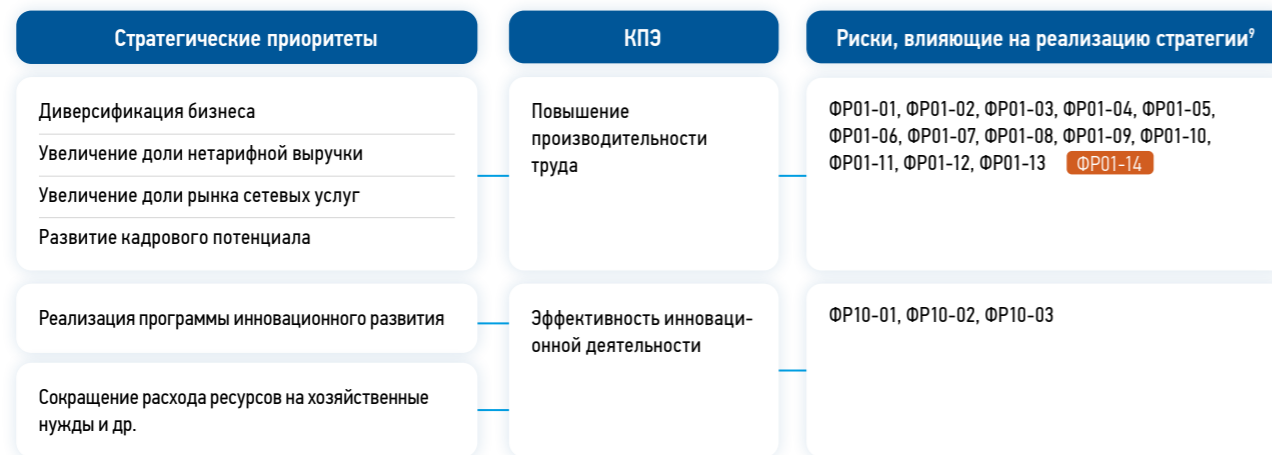 Стратегические приоритеты
КПЭ
Риски, влияющие на реализацию стратегии⁹
Диверсификация бизнеса
Увеличение доли нетарифной выручки
Увеличение доли рынка сетевых услуг
Развитие кадрового потенциала
Повышение
производительности
труда
ФР01-01, ФР01-02, ФР01-03, ФР01-04, ФР01-05,
ФР01-06, ФР01-07, ФР01-08, ФР01-09, ФР01-10,
ФР01-11, ФР01-12, ФР01-13 ФР01-14
Реализация программы инновационного развития
Сокращение расхода ресурсов на хозяйственные
нужды и др.
Эффективность инноваци-
онной деятельности
ФР10-01, ФР10-02, ФР10-03